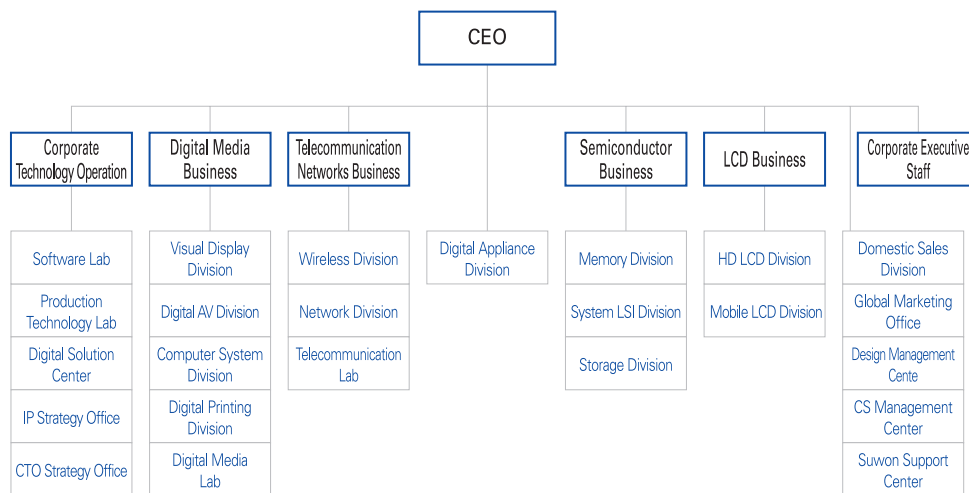 CEO
Corporate
Technology Operation
Digital Media
Business
Telecommunication
Networks Business
Semiconductor
Business
LCD Business
Corporate Executive
Staff
Software Lab
Production
Technology Lab
Digital Solution
Center
IP Strategy Office
CTO Strategy Office
Visual Display
Division
Digital AV Division
Computer System
Division
Digital Printing
Division
Digital Media
Lab
Wireless Division
Network Division
Telecommunication
Lab
Digital Appliance
Division
Memory Division
System LSI Division
Storage Division
HD LCD Division
Mobile LCD Division
Domestic Sales
Division
Global Marketing
Office
Design Management
Cente
CS Management
Center
Suwon Support
Center